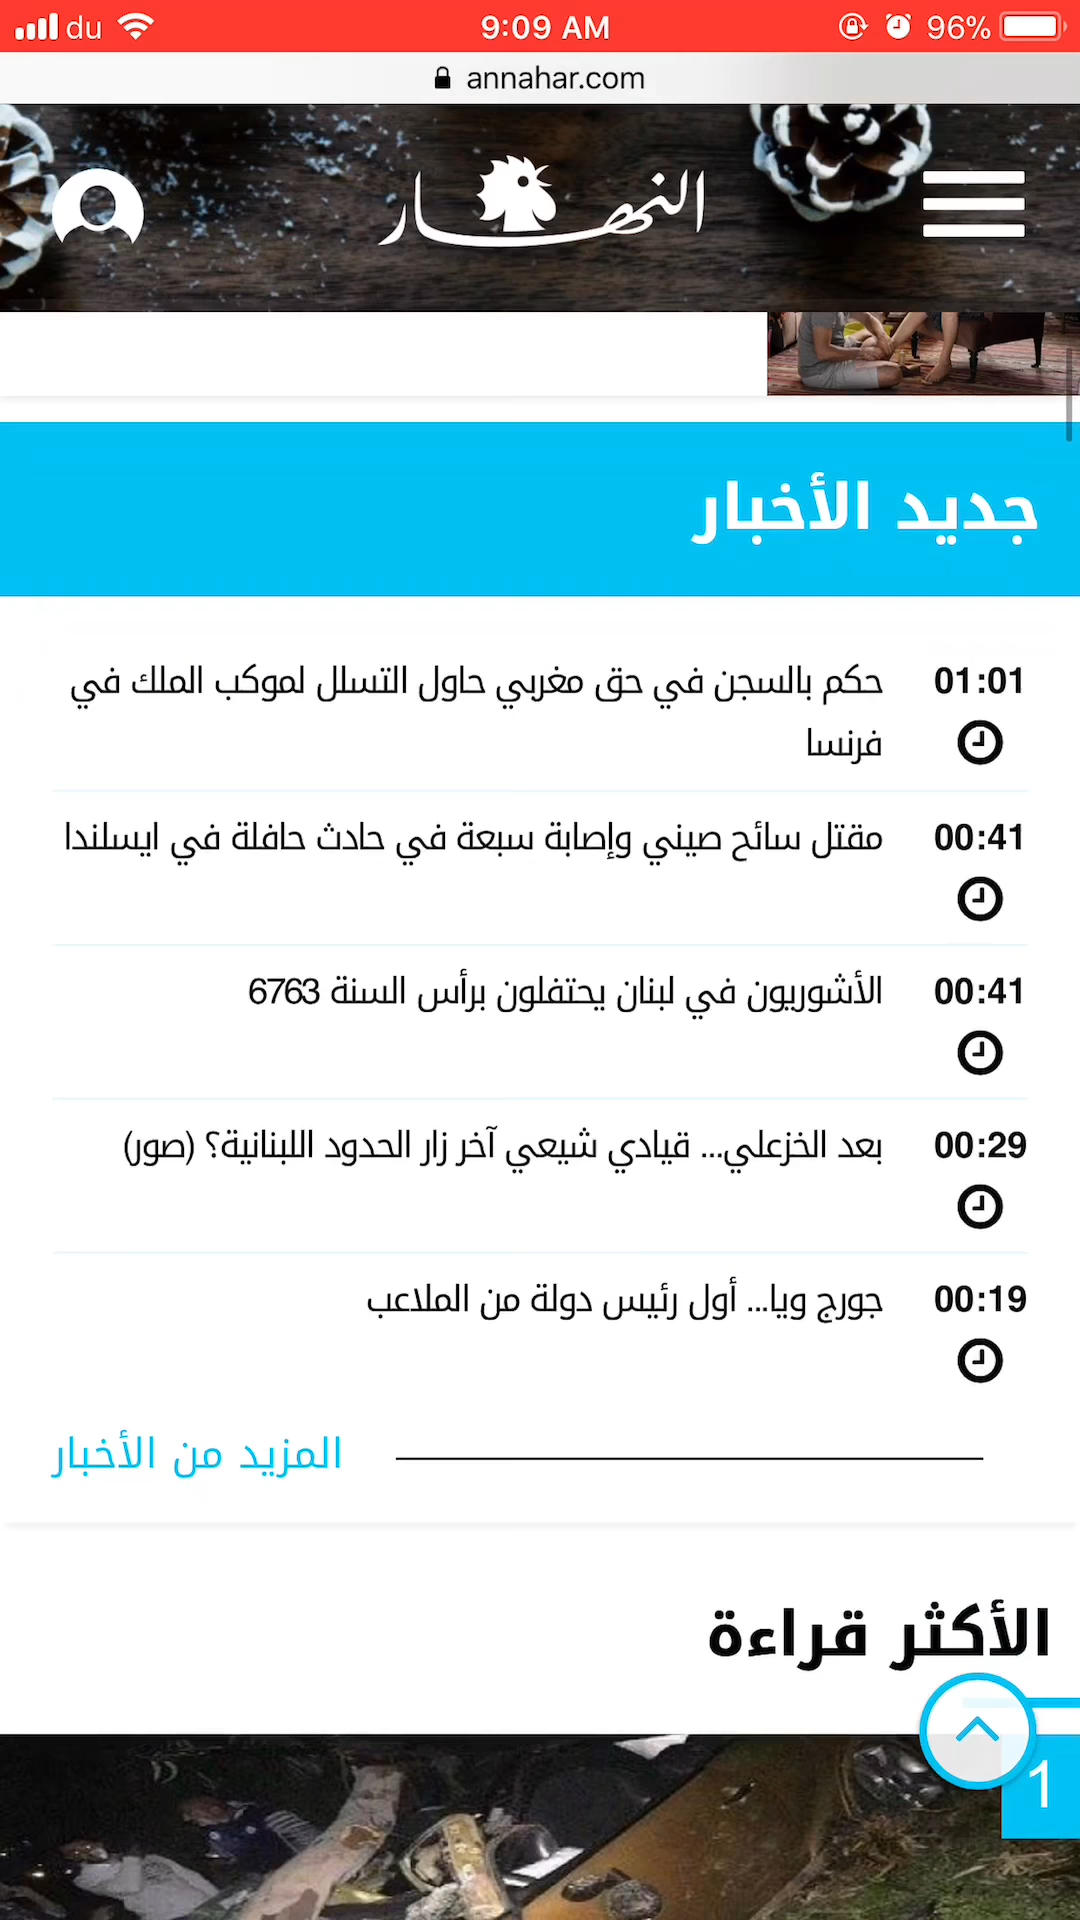 du 9:09 AM 96%
annahar.com
النهار
جديد الأخبار
01:01 حكم بالسجن في حق مغربي حاول التسلل لموكب الملك في
فرنسا
00:41 مقتل سائح صيني وإصابة سبعة في حادث حافلة في ايسلندا
00:41 الأشوريون في لبنان يحتفلون برأس السنة 6763
00:29 بعد الخزعلي... قيادي شيعي آخر زار الحدود اللبنانية؟ (صور)
00:19 جورج ويا... أول رئيس دولة من الملاعب
المزيد من الأخبار
الأكثر قراءة
1